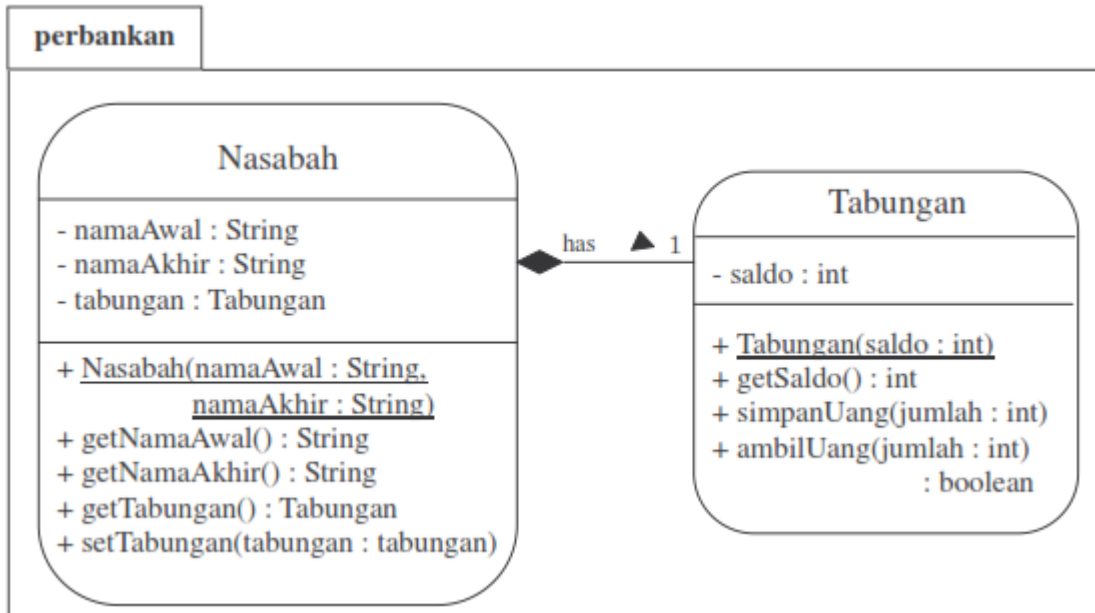 perbankan
Nasabah
- namaAwal : String
- namaAkhir : String
- tabungan : Tabungan
+ Nasabah(namaAwal : String,
namaAkhir : String)
+ getNamaAwal() : String
+ getNamaAkhir() : String
+ getTabungan() : Tabungan
+ setTabungan(tabungan : tabungan)
has 1
Tabungan
- saldo : int
+ Tabungan(saldo : int)
+ getSaldo() : int
+ simpanUang(jumlah : int)
+ ambilUang(jumlah : int)
: boolean